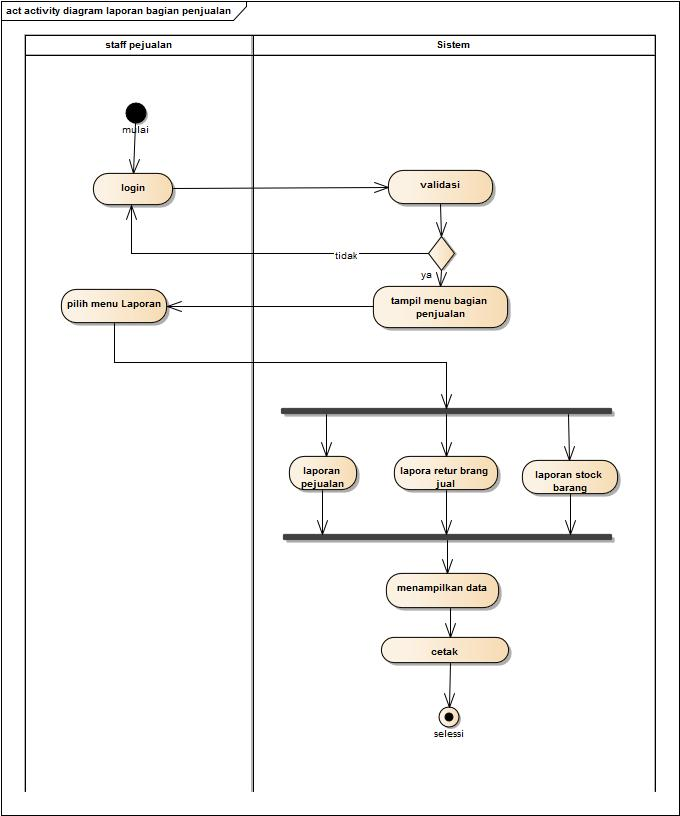 act activity diagram laporan bagian penjualan
staff pejualan
Sistem
mulai
login
validasi
tidak
ya
pilih menu Laporan
tampil menu bagian
penjualan
laporan
pejualan
lapora retur brang
jual
laporan stock
barang
menampilkan data
cetak
selessi